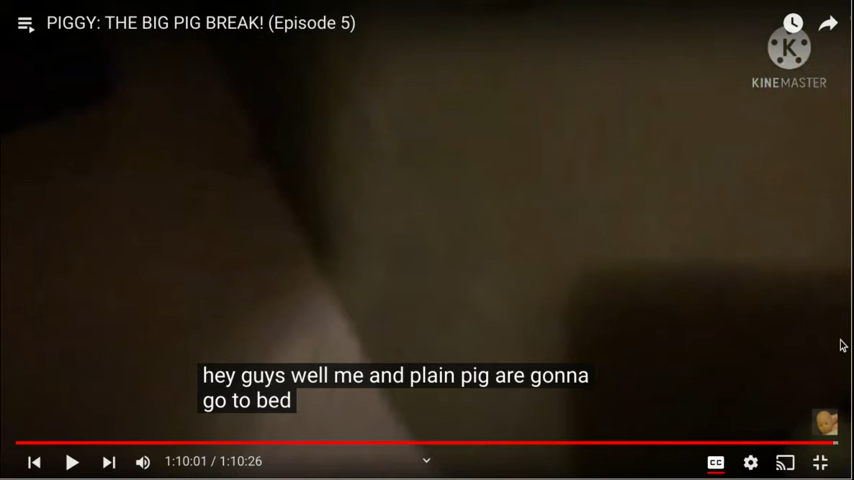 PIGGY: THE BIG PIG BREAK! (Episode 5)
K
KINEMASTER
hey guys well me and plain pig are gonna
go to bed
1:10:01 / 1:10:26
CC